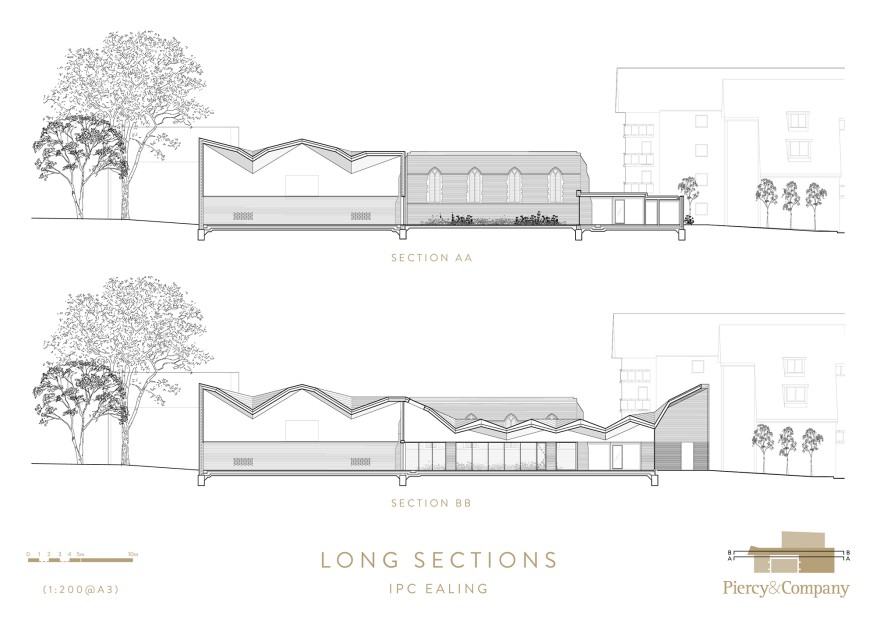 SECTION AA
SECTION BB
0 1 2 3 4 5m 10m
LONG SECTIONS
B B
A A
(1:200@A3)
IPC EALING
Piercy&Company